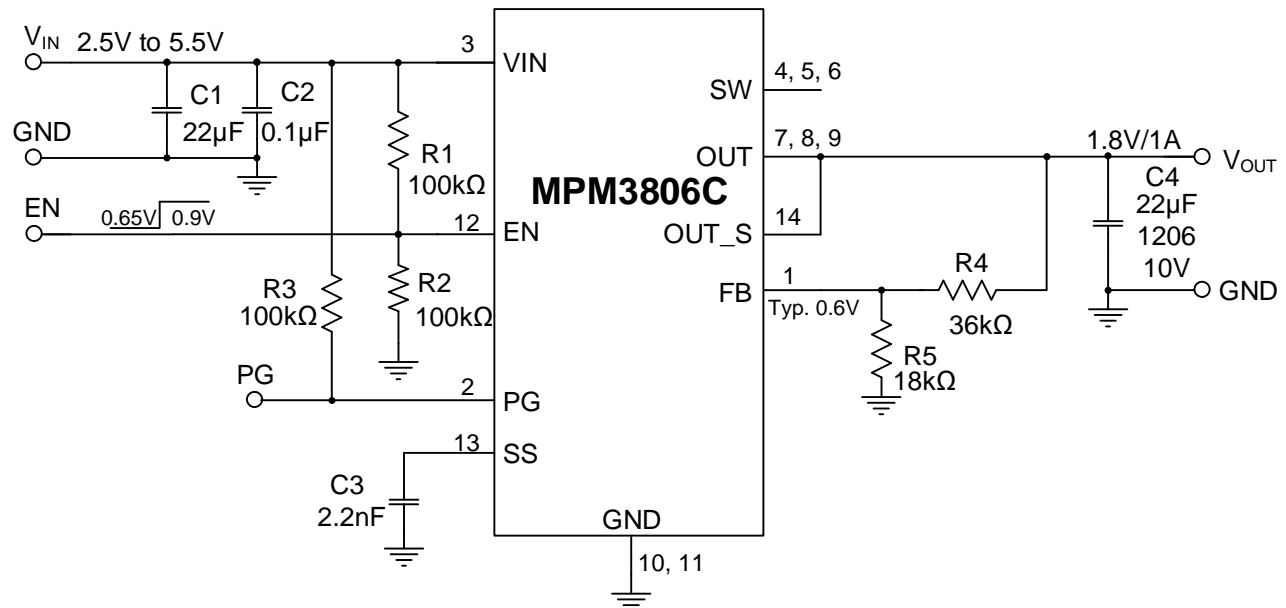 V_IN 2.5V to 5.5V
3
VIN
C1
22µF
C2
0.1µF
GND
R1
100kΩ
EN
0.65V 0.9V
12
EN
R3
100kΩ
R2
100kΩ
PG
2
PG
13
SS
C3
2.2nF
MPM3806C
GND
10, 11
SW
4, 5, 6
OUT
7, 8, 9
OUT_S
14
FB
1
Typ. 0.6V
R4
36kΩ
R5
18kΩ
1.8V/1A
V_OUT
C4
22µF
1206
10V
GND